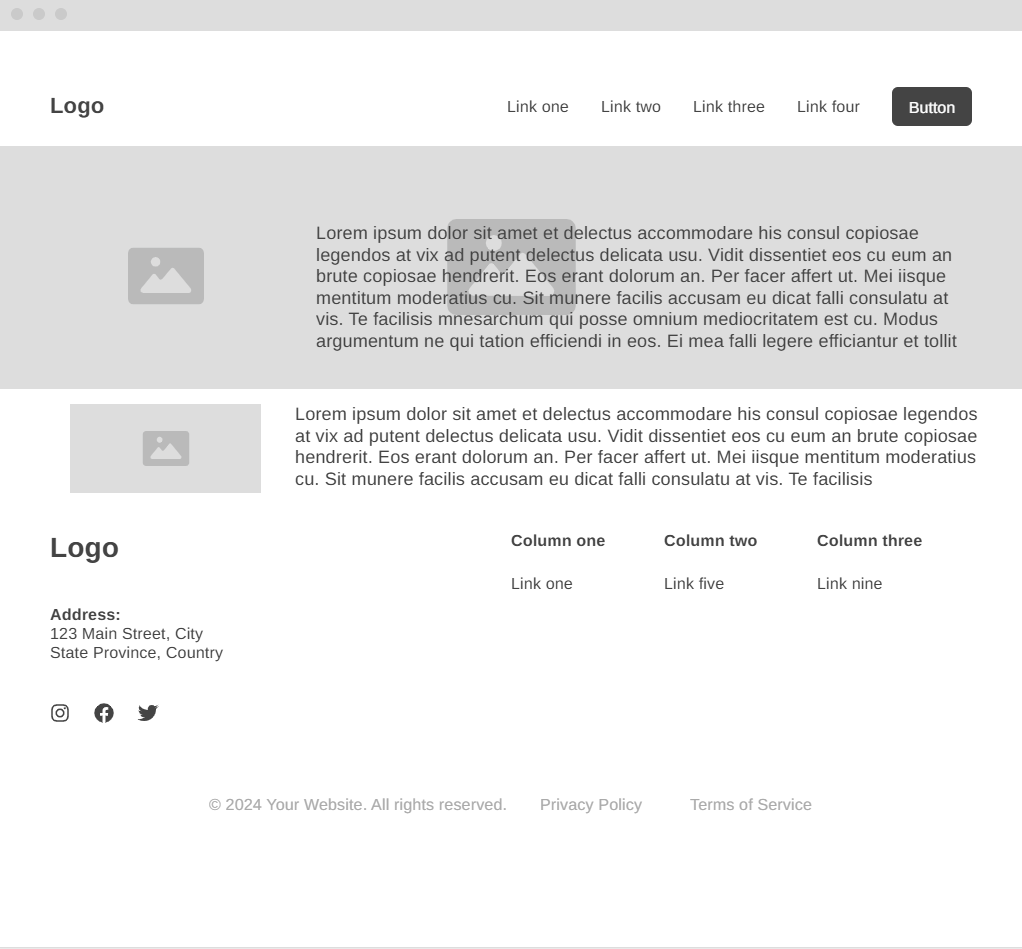 Logo
Link one
Link two
Link three
Link four
Button
Lorem ipsum dolor sit amet et delectus accommodare his consul copiosae
legendos at vix ad putent delectus delicata usu. Vidit dissentiet eos cu eum an
brute copiosae hendrerit. Eos erant dolorum an. Per facer affert ut. Mei iisque
mentitum moderatius cu. Sit munere facilis accusam eu dicat falli consulatu at
vis. Te facilisis mnesarchum qui posse omnium mediocritatem est cu. Modus
argumentum ne qui tation efficiendi in eos. Ei mea falli legere efficiantur et tollit
Lorem ipsum dolor sit amet et delectus accommodare his consul copiosae legendos
at vix ad putent delectus delicata usu. Vidit dissentiet eos cu eum an brute copiosae
hendrerit. Eos erant dolorum an. Per facer affert ut. Mei iisque mentitum moderatius
cu. Sit munere facilis accusam eu dicat falli consulatu at vis. Te facilisis
Logo
Address:
123 Main Street, City
State Province, Country
Column one
Link one
Column two
Link five
Column three
Link nine
© 2024 Your Website. All rights reserved.
Privacy Policy
Terms of Service